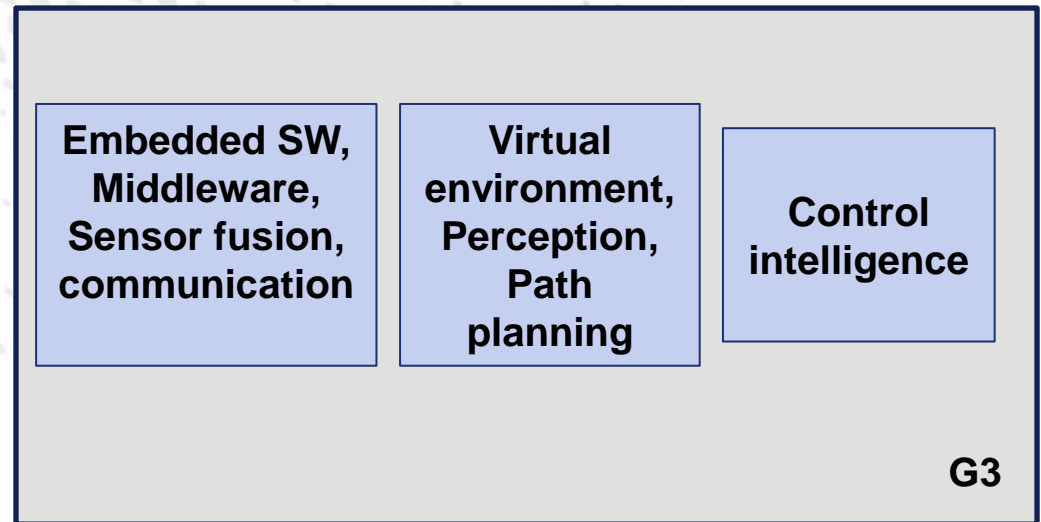 Embedded SW,
Middleware,
Sensor fusion,
communication
Virtual
environment,
Perception,
Path
planning
Control
intelligence
G3